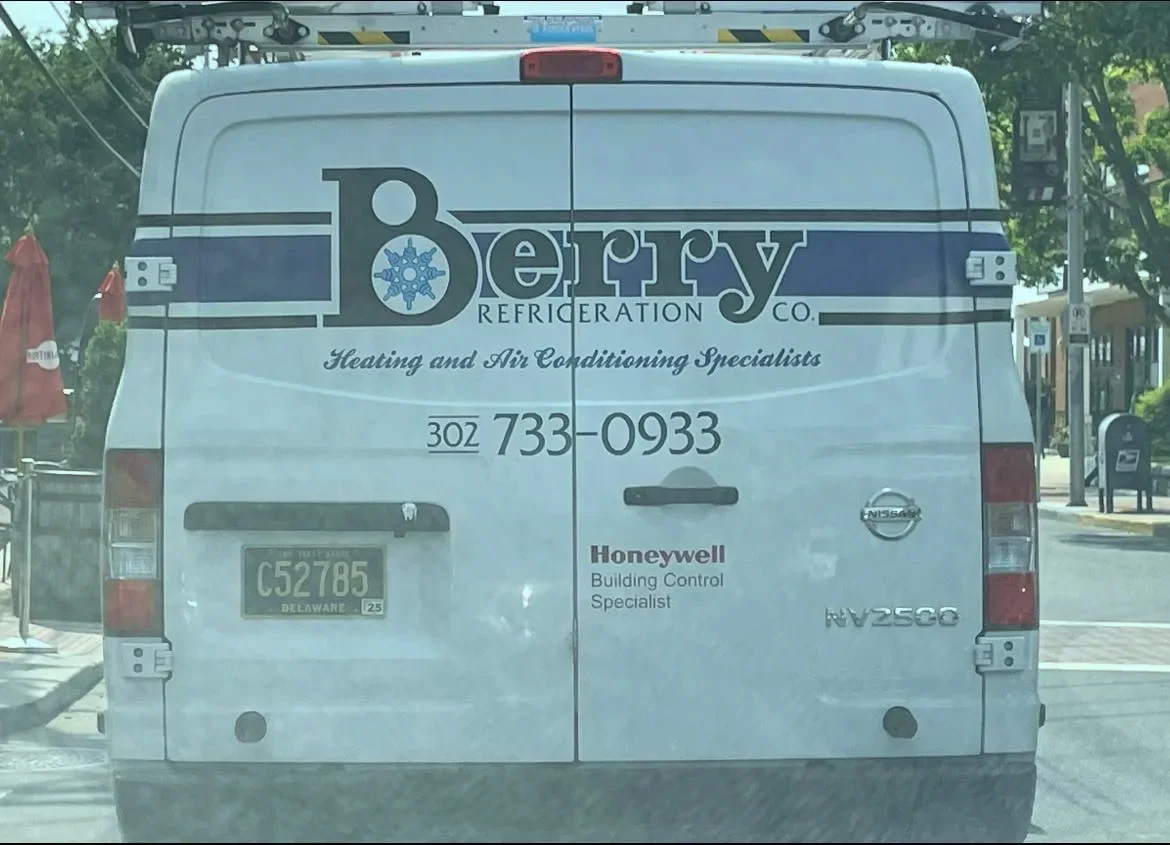 Berry
REFRIGERATION CO.
Heating and Air Conditioning Specialists
302 733-0933
NISSAN
Honeywell
Building Control
Specialist
C52785
DELAWARE 25
NV2500